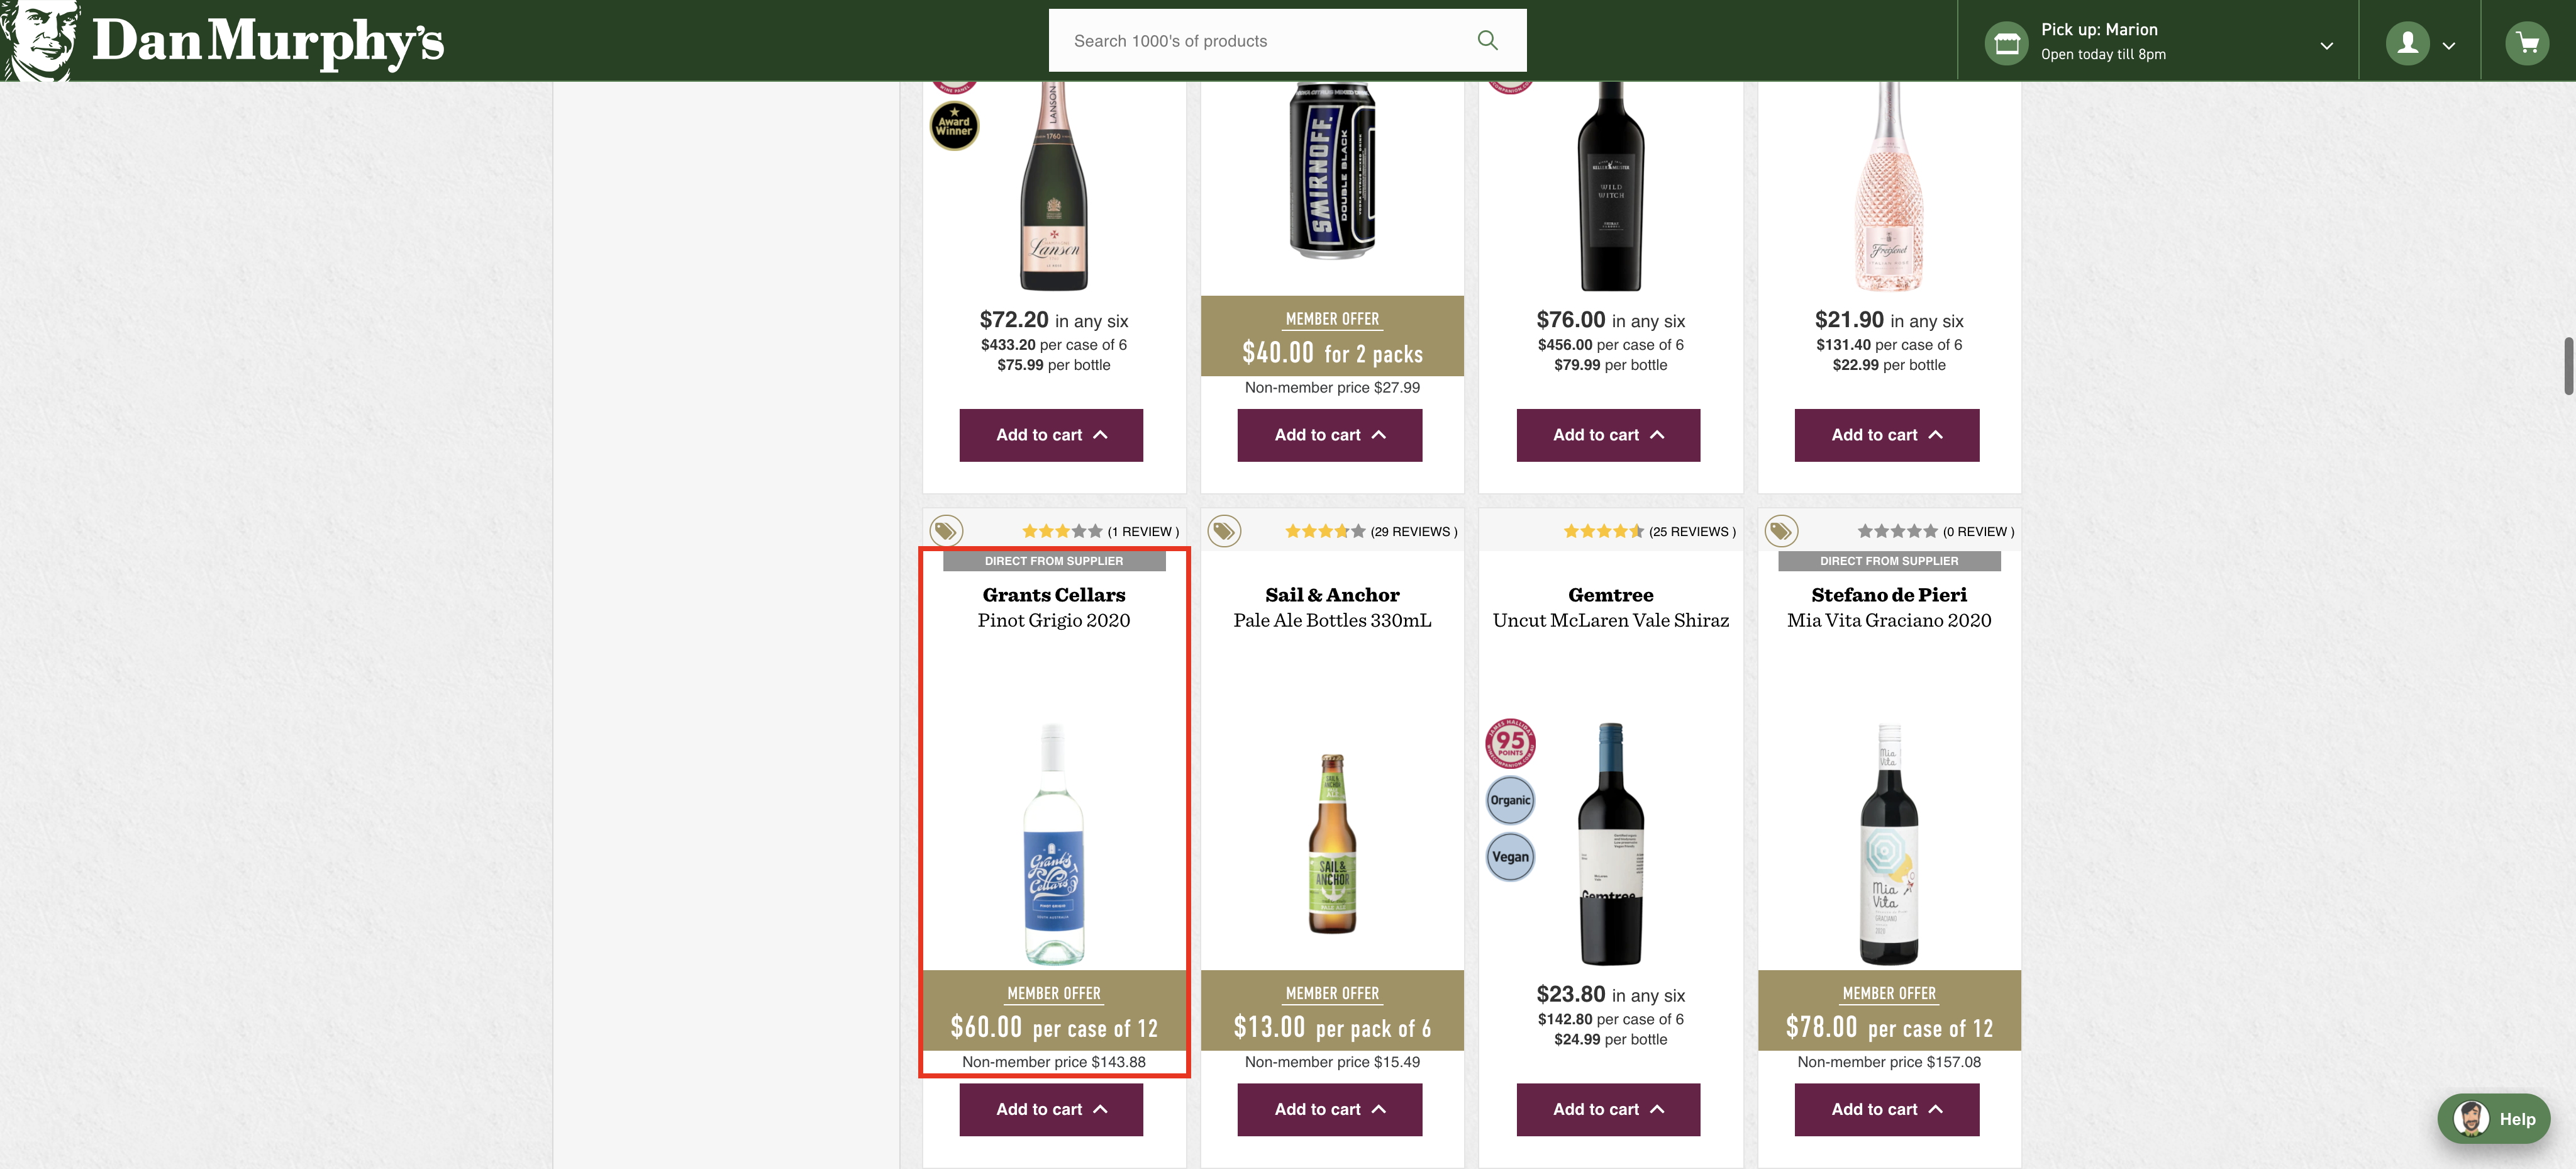 Dan Murphy's
Search 1000's of products
Pick up: Marion
Open today till 8pm
Award
Winner
LANSON
1760
Lanson
SMIRNOFF
DOUBLE BLACK
WILD
WITCH
Freixenet
$72.20 in any six
$433.20 per case of 6
$75.99 per bottle
Add to cart
MEMBER OFFER
$40.00 for 2 packs
Non-member price $27.99
Add to cart
$76.00 in any six
$456.00 per case of 6
$79.99 per bottle
Add to cart
$21.90 in any six
$131.40 per case of 6
$22.99 per bottle
Add to cart
(1 REVIEW )
DIRECT FROM SUPPLIER
Grants Cellars
Pinot Grigio 2020
Grant's
Cellars
PINOT GRIGIO
MEMBER OFFER
$60.00 per case of 12
Non-member price $143.88
Add to cart
(29 REVIEWS )
Sail & Anchor
Pale Ale Bottles 330mL
SAIL &
ANCHOR
PALE ALE
MEMBER OFFER
$13.00 per pack of 6
Non-member price $15.49
Add to cart
(25 REVIEWS )
Gemtree
Uncut McLaren Vale Shiraz
95
POINTS
Organic
Vegan
Gemtree
$23.80 in any six
$142.80 per case of 6
$24.99 per bottle
Add to cart
(0 REVIEW )
DIRECT FROM SUPPLIER
Stefano de Pieri
Mia Vita Graciano 2020
Mia
Vita
Mia
Vita
GRACIANO
2020
MEMBER OFFER
$78.00 per case of 12
Non-member price $157.08
Add to cart
Help